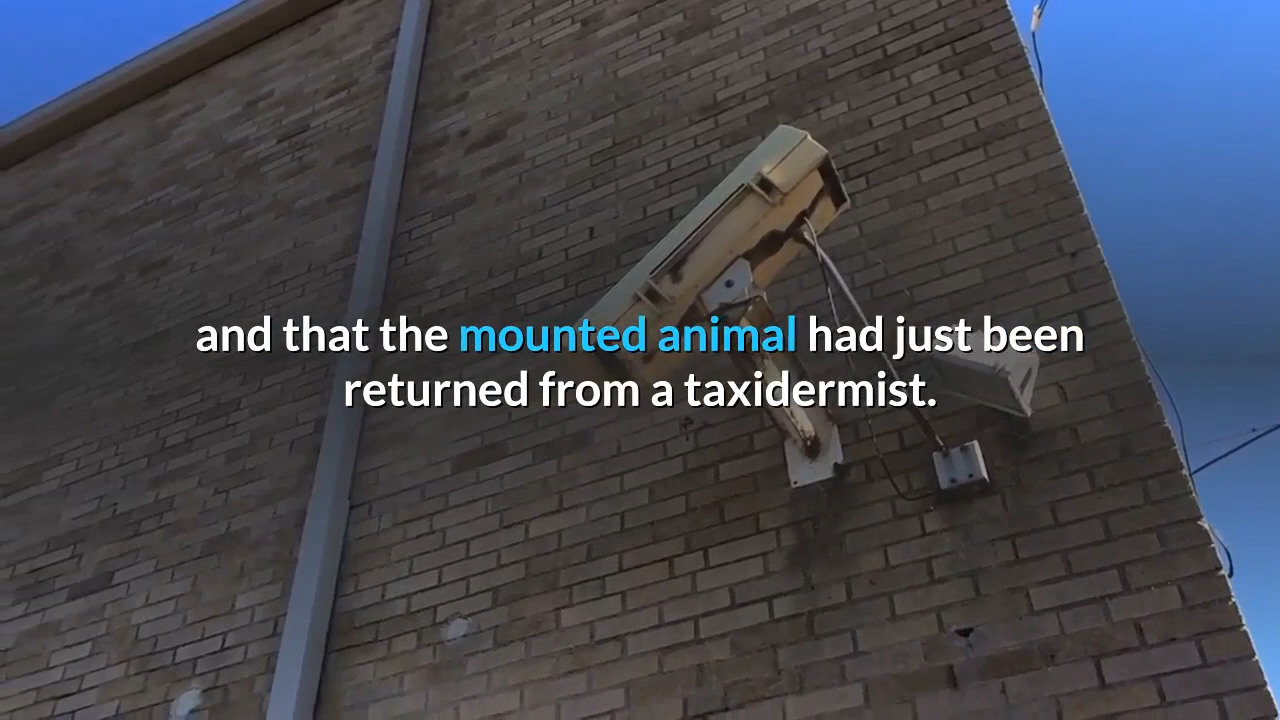 and that the mounted animal had just been
returned from a taxidermist.